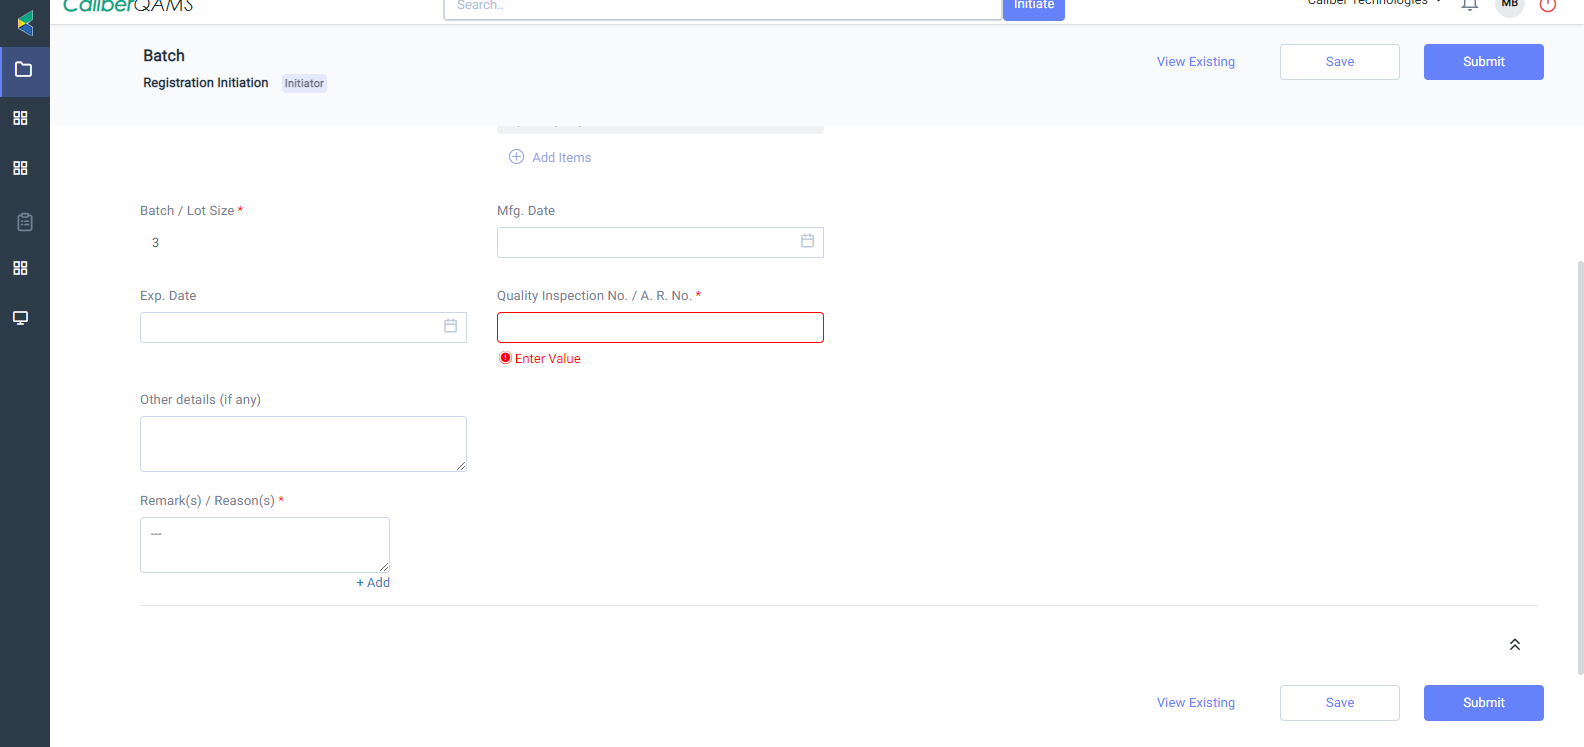 CaliberQAMS
Search..
Initiate
Caliber Technologies
MB
Batch
Registration Initiation Initiator
View Existing
Save
Submit
Add Items
Batch / Lot Size *
Mfg. Date
3
Exp. Date
Quality Inspection No. / A. R. No. *
Enter Value
Other details (if any)
Remark(s) / Reason(s) *
---
+ Add
View Existing
Save
Submit